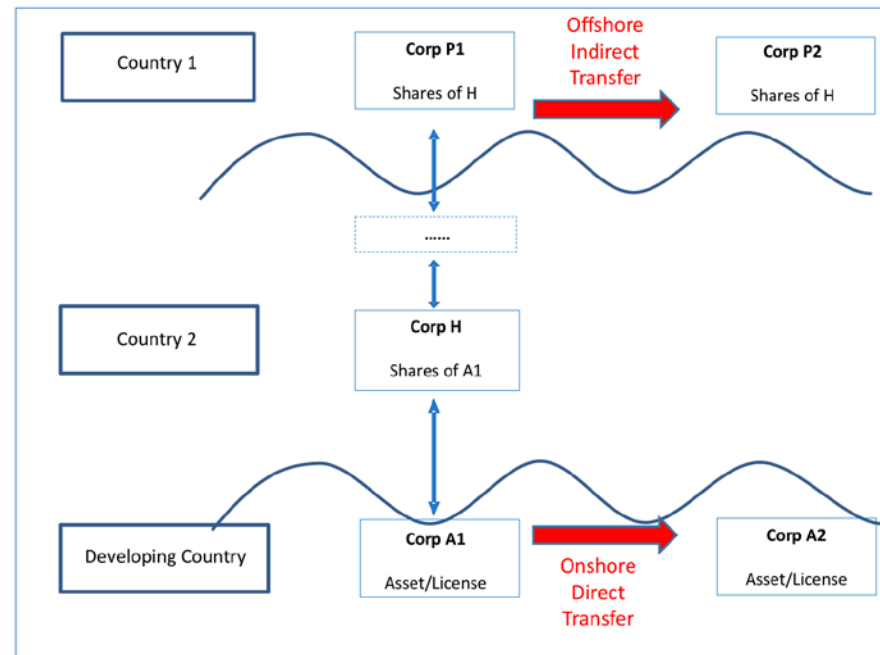 Country 1
Corp P1
Shares of H
Offshore
Indirect
Transfer
Corp P2
Shares of H
......
Country 2
Corp H
Shares of A1
Developing Country
Corp A1
Asset/License
Onshore
Direct
Transfer
Corp A2
Asset/License